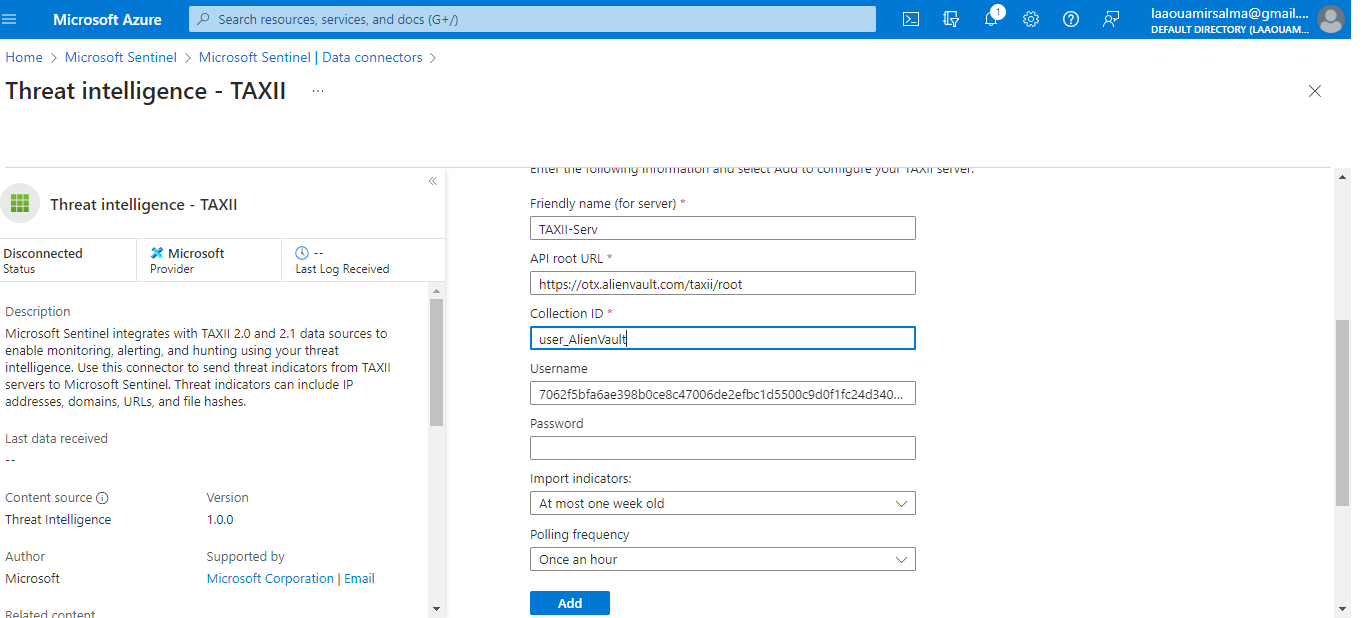 Microsoft Azure
Search resources, services, and docs (G+/)
1
laaouamirsalma@gmail....
DEFAULT DIRECTORY (LAAOUAM...
Home > Microsoft Sentinel > Microsoft Sentinel | Data connectors >
Threat intelligence - TAXII ...
«
Threat intelligence - TAXII
Disconnected
Status
Microsoft
Provider
--
Last Log Received
Description
Microsoft Sentinel integrates with TAXII 2.0 and 2.1 data sources to
enable monitoring, alerting, and hunting using your threat
intelligence. Use this connector to send threat indicators from TAXII
servers to Microsoft Sentinel. Threat indicators can include IP
addresses, domains, URLs, and file hashes.
Last data received
--
Content source
Threat Intelligence
Version
1.0.0
Author
Microsoft
Supported by
Microsoft Corporation | Email
Related content
Enter the following information and select Add to configure your TAXII server.
Friendly name (for server) *
TAXII-Serv
API root URL *
https://otx.alienvault.com/taxii/root
Collection ID *
user_AlienVault
Username
7062f5bfa6ae398b0ce8c47006de2efbc1d5500c9d0f1fc24d340...
Password
Import indicators:
At most one week old
Polling frequency
Once an hour
Add